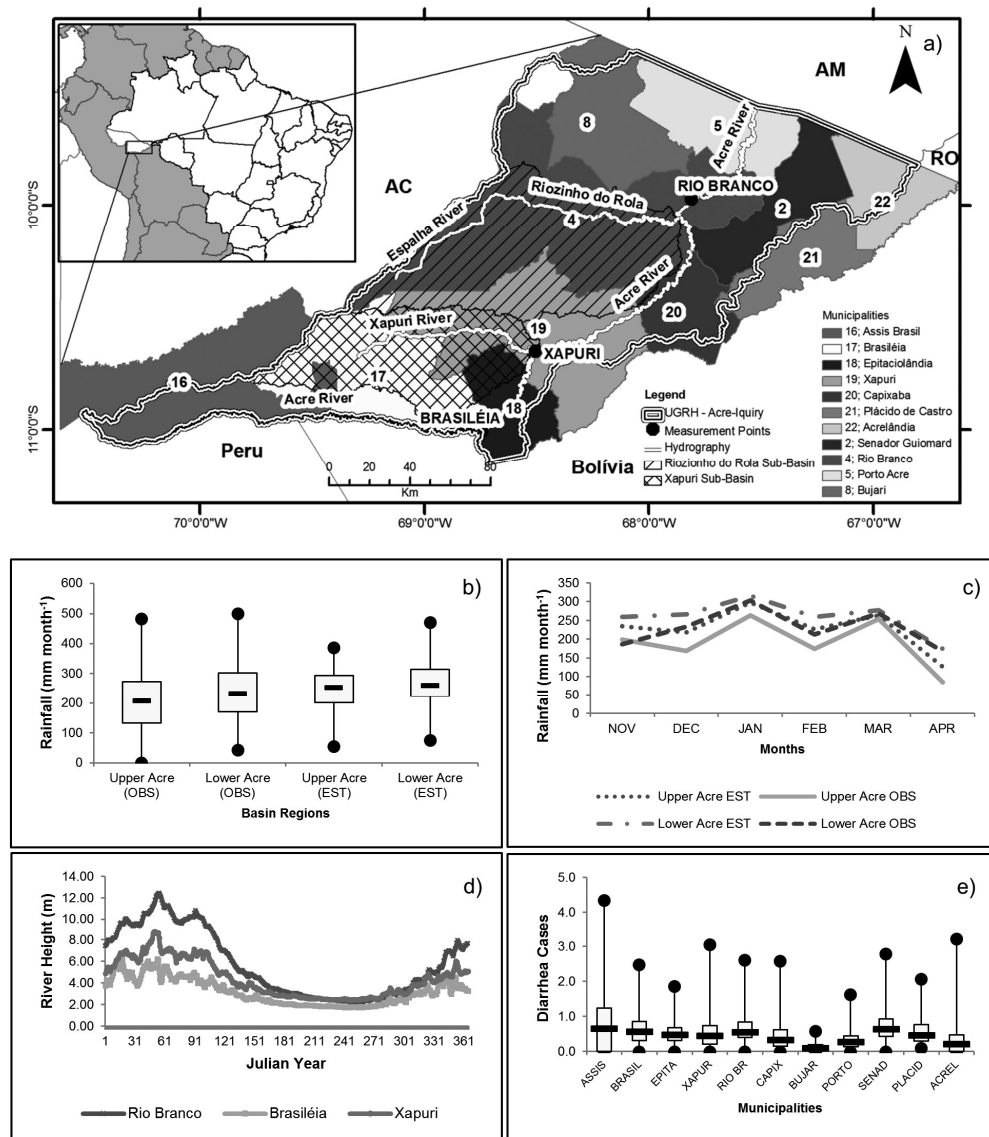 a)
N
AM
RO
AC
8
5
Acre River
RIO BRANCO
Riozinho do Rola
4
2
22
Espalha River
21
Acre River
20
Xapuri River
19
XAPURI
16
17
Acre River
BRASILÉIA
18
Peru
Bolívia
10°0'0"S
11°0'0"S
70°0'0"W
69°0'0"W
68°0'0"W
67°0'0"W
0 20 40 60 80
Km
Legend
UGRH - Acre-Iquiry
Measurement Points
Hydrography
Riozinho do Rola Sub-Basin
Xapuri Sub-Basin
Municipalities
16; Assis Brasil
17; Brasiléia
18; Epitaciolândia
19; Xapuri
20; Capixaba
21; Plácido de Castro
22; Acrelândia
2; Senador Guiomard
4; Rio Branco
5; Porto Acre
8; Bujari
b)
Rainfall (mm month⁻¹)
600
500
400
300
200
100
0
Upper Acre (OBS)
Lower Acre (OBS)
Upper Acre (EST)
Lower Acre (EST)
Basin Regions
c)
Rainfall (mm month⁻¹)
350
300
250
200
150
100
50
0
NOV DEC JAN FEB MAR APR
Months
Upper Acre EST
Upper Acre OBS
Lower Acre EST
Lower Acre OBS
d)
River Height (m)
14.00
12.00
10.00
8.00
6.00
4.00
2.00
0.00
1 31 61 91 121 151 181 211 241 271 301 331 361
Julian Year
Rio Branco
Brasiléia
Xapuri
e)
Diarrhea Cases
5.0
4.0
3.0
2.0
1.0
0.0
ASSIS
BRASIL
EPITA
XAPUR
RIO BR
CAPIX
BUJAR
PORTO
SENAD
PLACID
ACREL
Municipalities